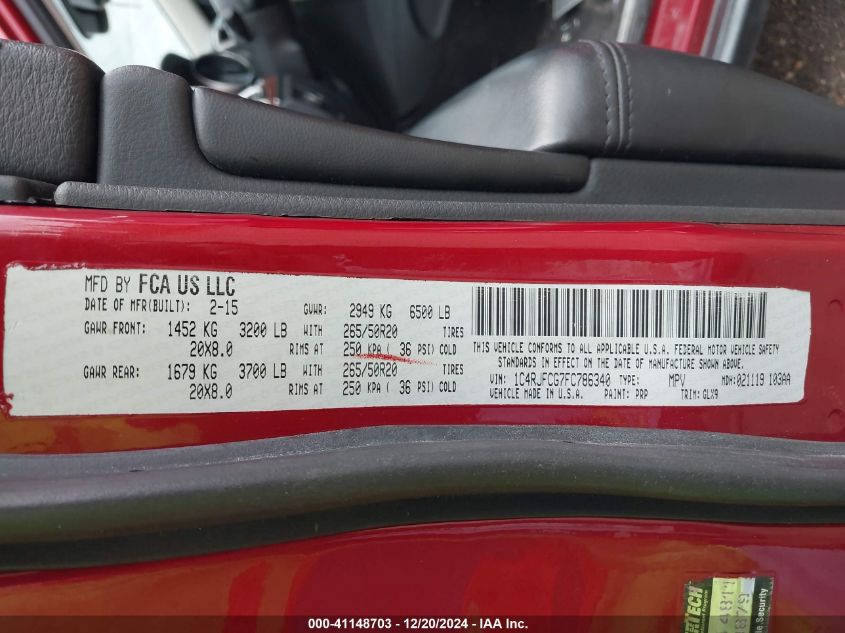 MFD BY FCA US LLC
DATE OF MFR(BUILT): 2-15 GVWR: 2949 KG 6500 LB
GAWR FRONT: 1452 KG 3200 LB WITH 265/50R20 TIRES
20X8.0 RIMS AT 250 KPA ( 36 PSI) COLD
GAWR REAR: 1679 KG 3700 LB WITH 265/50R20 TIRES
20X8.0 RIMS AT 250 KPA ( 36 PSI) COLD
THIS VEHICLE CONFORMS TO ALL APPLICABLE U.S.A. FEDERAL MOTOR VEHICLE SAFETY
STANDARDS IN EFFECT ON THE DATE OF MANUFACTURE SHOWN ABOVE.
VIN: 1C4RJFCG7FC786340 TYPE: MPV MDH: 021119 103AA
VEHICLE MADE IN U.S.A. PAINT: PRP TRIM: GLX9
TECH
e Security
000-41148703 - 12/20/2024 - IAA Inc.